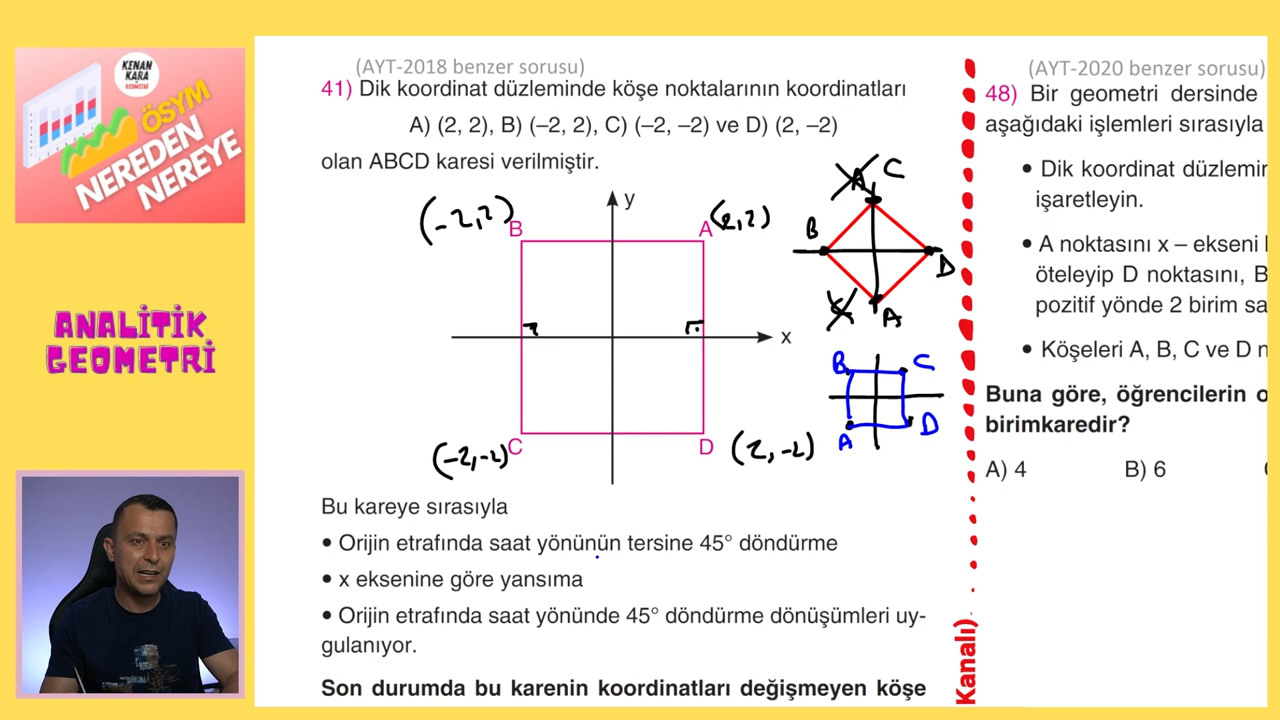 KENAN
KARA
GEOMETRİ
ÖSYM
NEREDEN
NEREYE
ANALİTİK
GEOMETRİ
(AYT-2018 benzer sorusu)
41) Dik koordinat düzleminde köşe noktalarının koordinatları
A) (2, 2), B) (–2, 2), C) (–2, –2) ve D) (2, –2)
olan ABCD karesi verilmiştir.
(-2,2) B
A (2,2)
y
x
(-2,-2) C
D (2,-2)
A C
B D
C A
B C
A D
Bu kareye sırasıyla
• Orijin etrafında saat yönünün tersine 45° döndürme
• x eksenine göre yansıma
• Orijin etrafında saat yönünde 45° döndürme dönüşümleri uy-
gulanıyor.
Son durumda bu karenin koordinatları değişmeyen köşe
Kanalı)
(AYT-2020 benzer sorusu)
48) Bir geometri dersinde
aşağıdaki işlemleri sırasıyla
• Dik koordinat düzlemin
işaretleyin.
• A noktasını x – ekseni
öteleyip D noktasını, B
pozitif yönde 2 birim sa
• Köşeleri A, B, C ve D n
Buna göre, öğrencilerin o
birimkaredir?
A) 4 B) 6